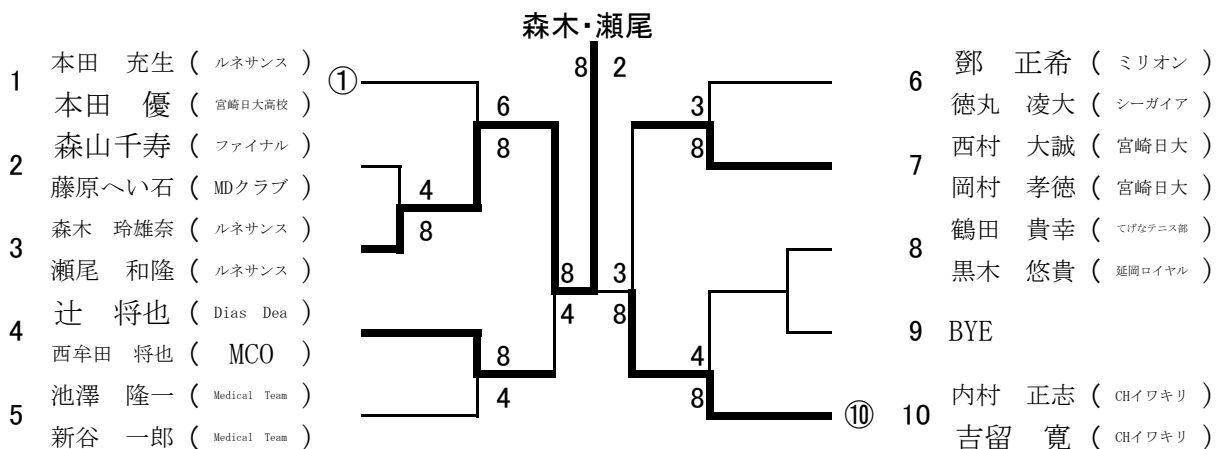 森木・瀬尾
8 2
1 本田 充生 ( ルネサンス ) ①
本田 優 ( 宮崎日大高校 )
2 森山千寿 ( ファイナル )
藤原へい石 ( MDクラブ )
3 森木 玲雄奈 ( ルネサンス )
瀬尾 和隆 ( ルネサンス )
4 辻 将也 ( Dias Dea )
西牟田 将也 ( MCO )
5 池澤 隆一 ( Medical Team )
新谷 一郎 ( Medical Team )
6
8
4
8
8
4
8
4
3
8
3
8
4
8
6 鄧 正希 ( ミリオン )
徳丸 凌大 ( シーガイア )
7 西村 大誠 ( 宮崎日大 )
岡村 孝徳 ( 宮崎日大 )
8 鶴田 貴幸 ( てげなテニス部 )
黒木 悠貴 ( 延岡ロイヤル )
9 BYE
⑩ 10 内村 正志 ( CHイワキリ )
吉留 寛 ( CHイワキリ )